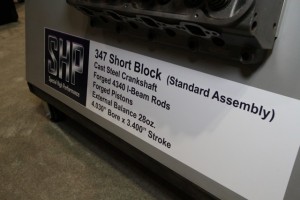 SHP
347 Short Block (Standard Assembly)
Cast Steel Crankshaft
Forged 4340 I-Beam Rods
Forged Pistons
External Balance 28oz.
4.030" Bore x 3.400" Stroke